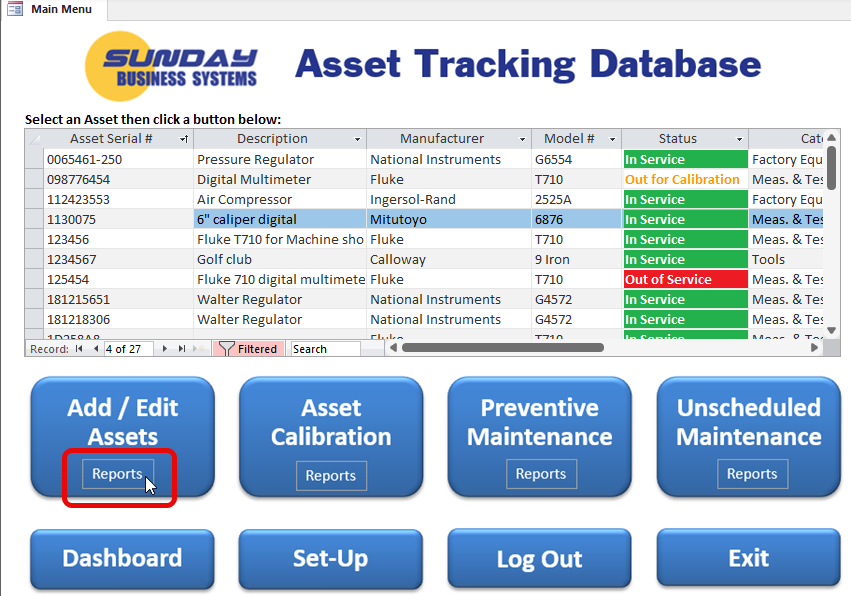 Main Menu
SUNDAY
BUSINESS SYSTEMS
Asset Tracking Database
Select an Asset then click a button below:
Asset Serial # Description Manufacturer Model # Status Cat
0065461-250 Pressure Regulator National Instruments G6554 In Service Factory Equ
098776454 Digital Multimeter Fluke T710 Out for Calibration Meas. & Tes
112423553 Air Compressor Ingersol-Rand 2525A In Service Factory Equ
1130075 6" caliper digital Mitutoyo 6876 In Service Meas. & Tes
123456 Fluke T710 for Machine sho Fluke T710 In Service Meas. & Tes
1234567 Golf club Calloway 9 Iron In Service Tools
125454 Fluke 710 digital multimete Fluke T710 Out of Service Meas. & Tes
181215651 Walter Regulator National Instruments G4572 In Service Meas. & Tes
181218306 Walter Regulator National Instruments G4572 In Service Meas. & Tes
Fluke T710 In Service Meas. & Tes
Record: 4 of 27 Filtered Search
Add / Edit
Assets
Reports
Asset
Calibration
Reports
Preventive
Maintenance
Reports
Unscheduled
Maintenance
Reports
Dashboard Set-Up Log Out Exit